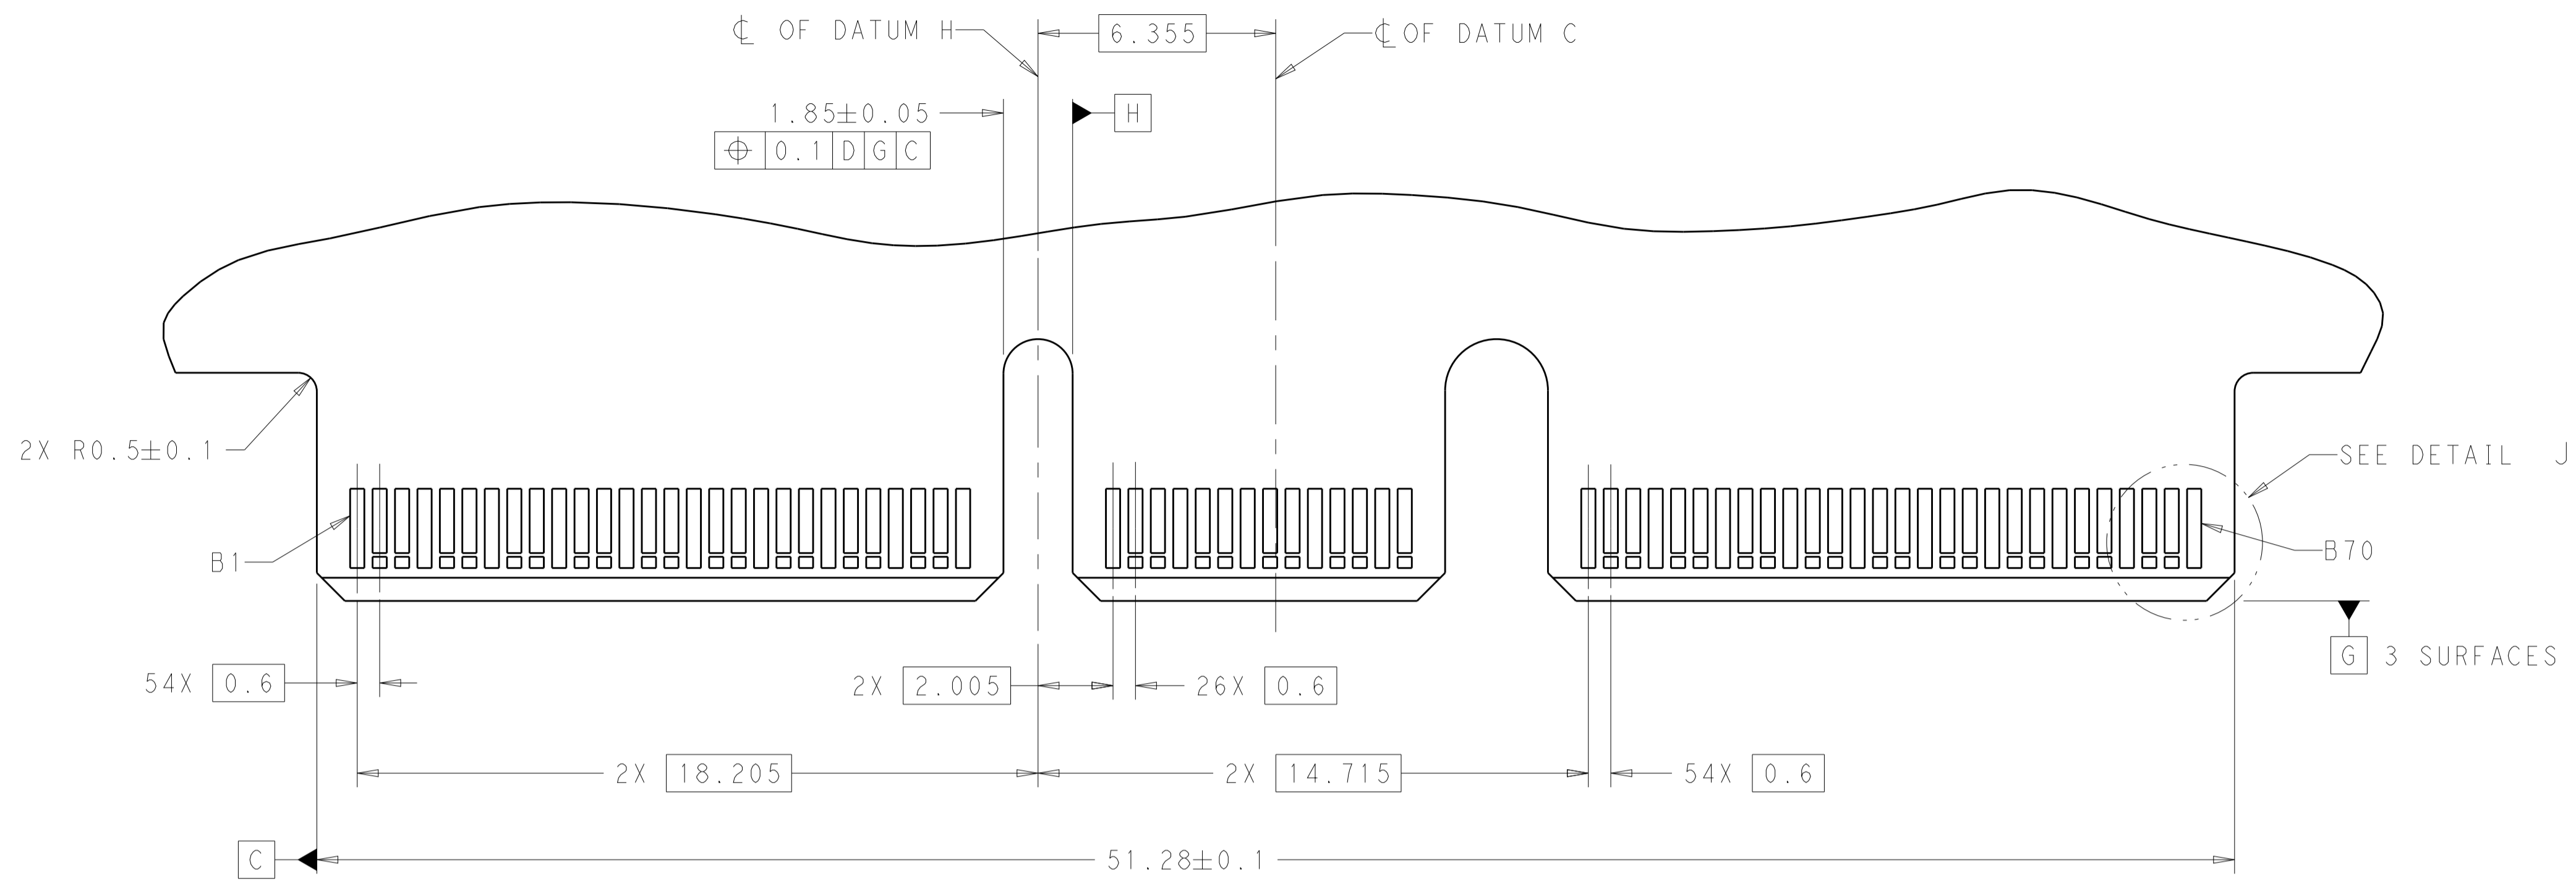 ℄ OF DATUM H
6.355
℄ OF DATUM C
1.85±0.05
H
⌖ 0.1 D G C
2X R0.5±0.1
SEE DETAIL J
B1
B70
G 3 SURFACES
54X 0.6
2X 2.005
26X 0.6
2X 18.205
2X 14.715
54X 0.6
C
51.28±0.1